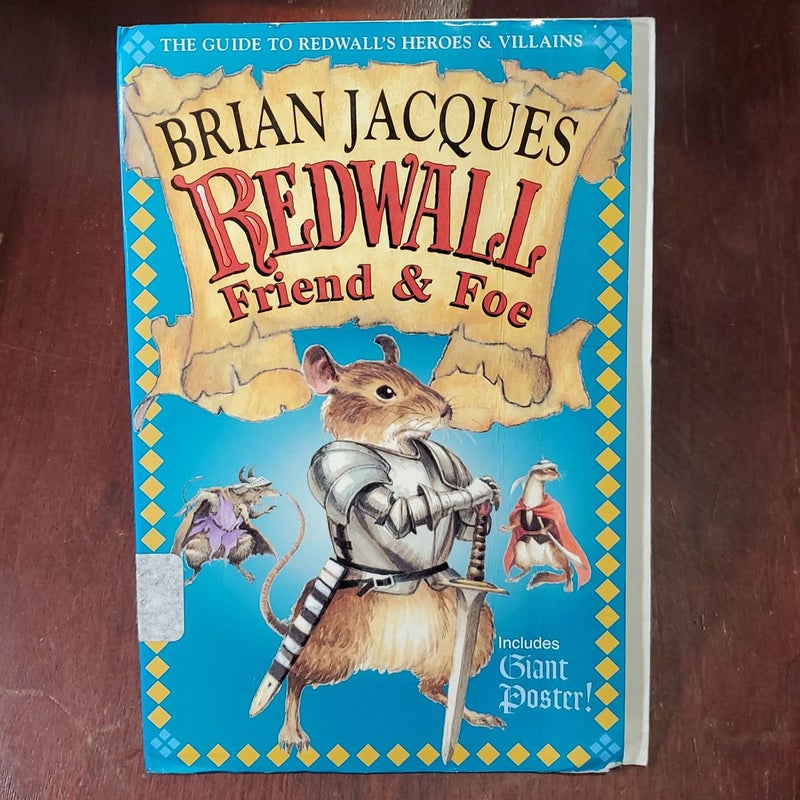 THE GUIDE TO REDWALL'S HEROES & VILLAINS
BRIAN JACQUES
REDWALL
Friend & Foe
Includes
Giant
Poster!